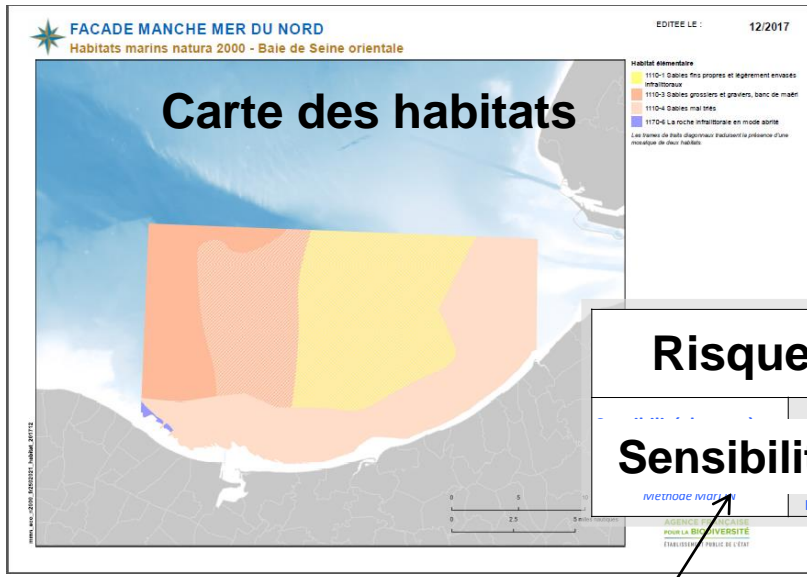 FACADE MANCHE MER DU NORD
Habitats marins natura 2000 - Baie de Seine orientale
EDITEE LE : 12/2017
Carte des habitats
Habitat élémentaire
1110-1 Sables fins propres et légèrement envasés
infralittoraux
1110-3 Sables grossiers et graviers, banc de maërl
1110-4 Sables mal triés
1170-6 La roche infralittorale en mode abrité
Les trames de traits diagonaux traduisent la présence d'une
mosaïque de deux habitats
Risque
Sensibili
Méthode
0 5
0 2.5 5 milles nautiques
AGENCE FRANÇAISE
POUR LA BIODIVERSITÉ
ÉTABLISSEMENT PUBLIC DE L'ÉTAT